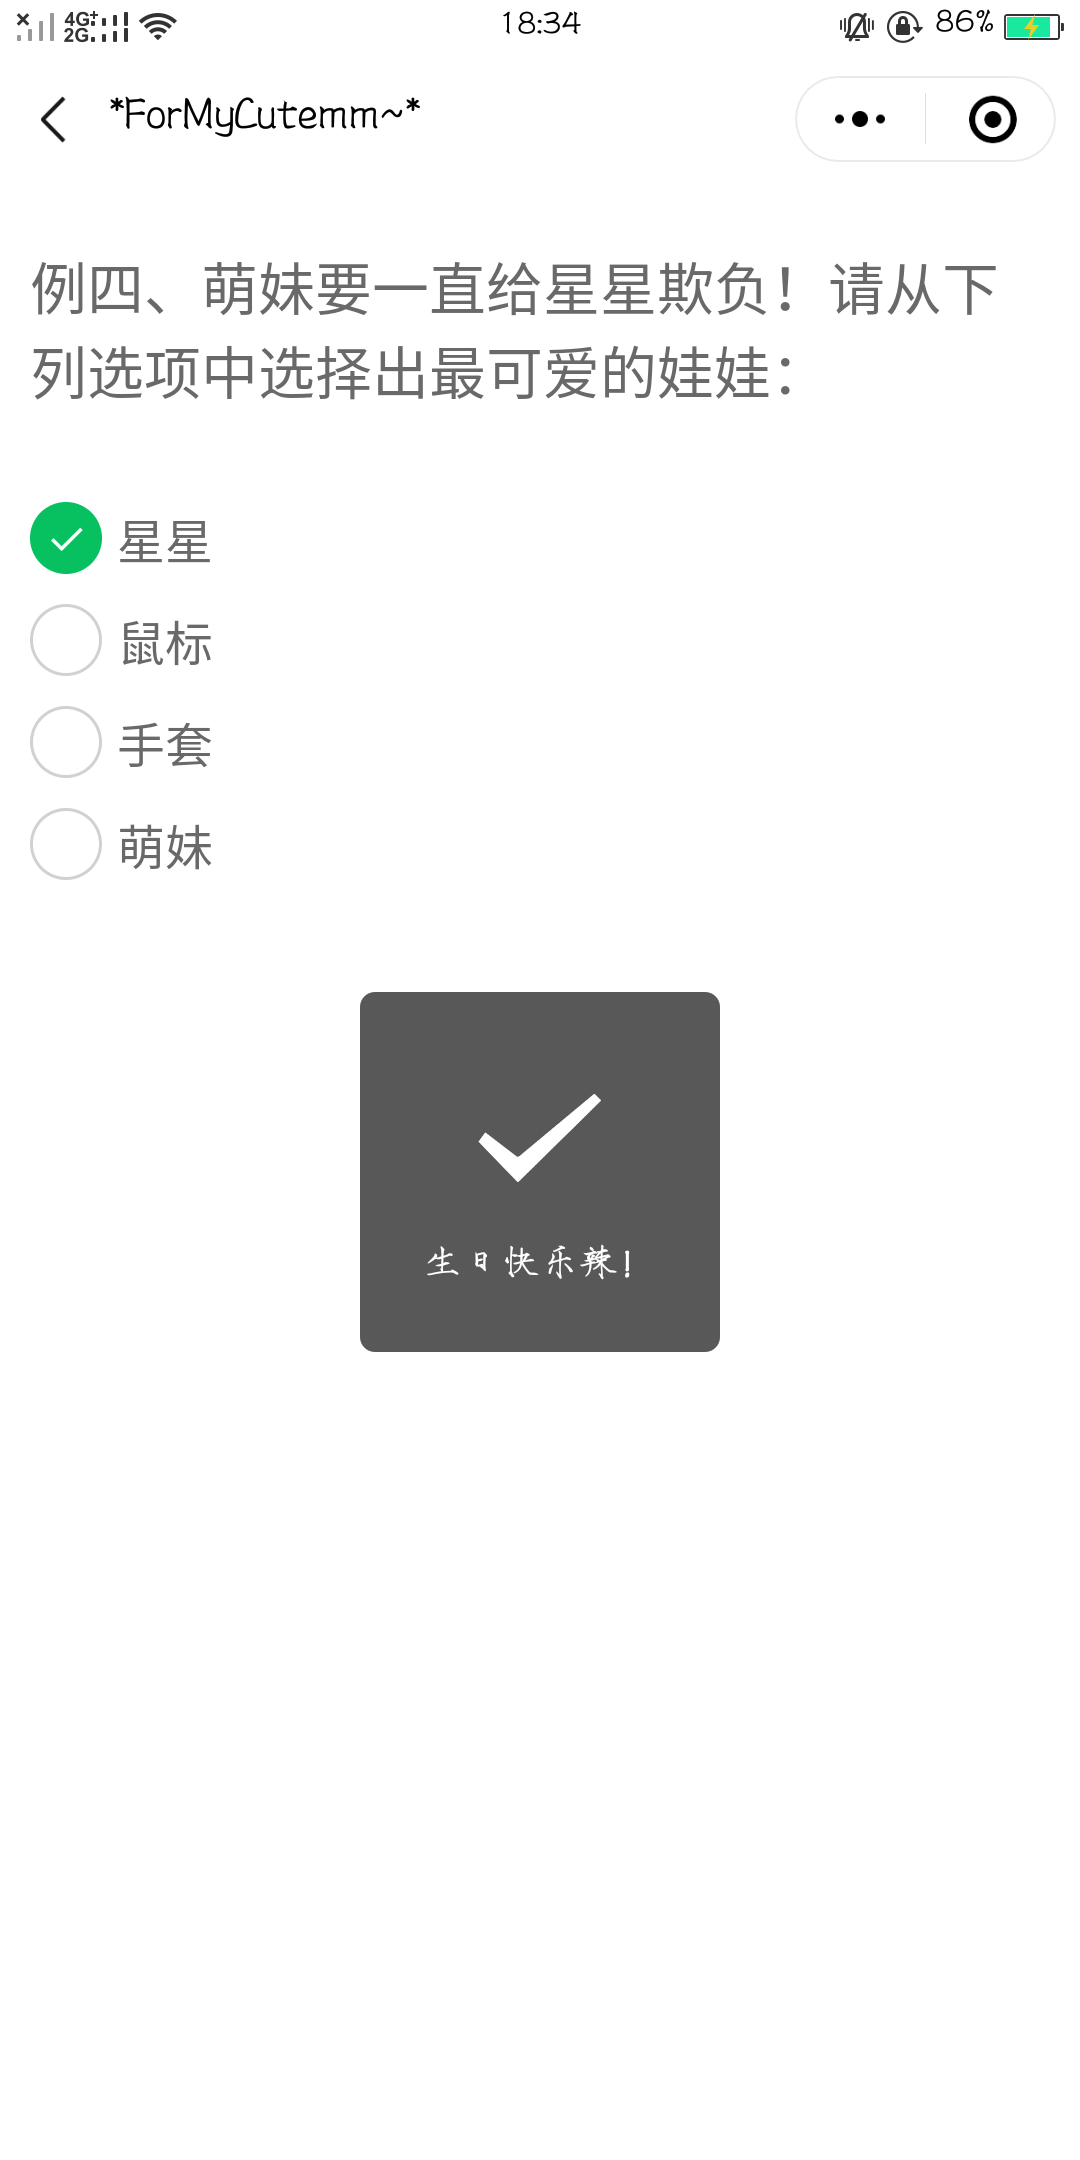 4G+
2G
18:34
86%
*ForMyCutemm~*
例四、萌妹要一直给星星欺负！请从下
列选项中选择出最可爱的娃娃：
星星
鼠标
手套
萌妹
生日快乐辣！